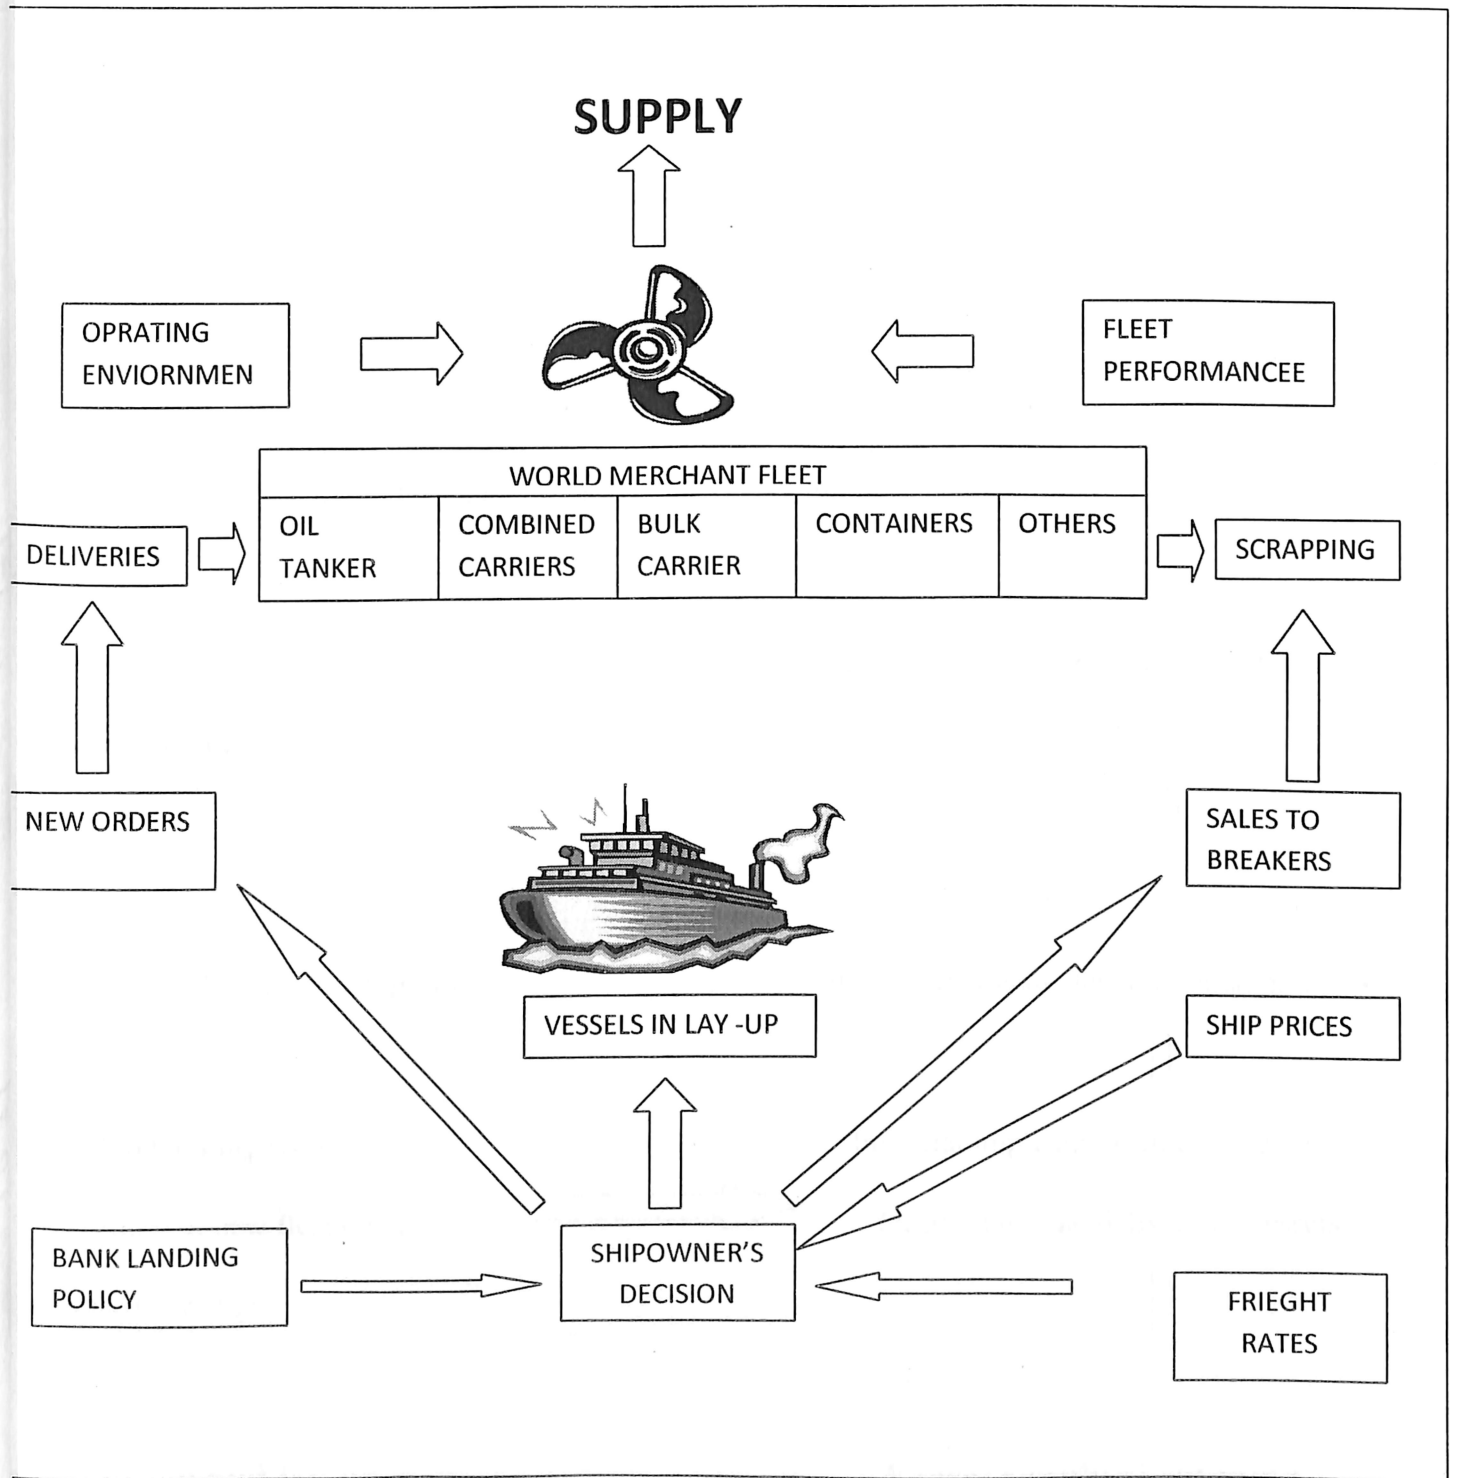 SUPPLY
OPRATING
ENVIORNMEN
FLEET
PERFORMANCEE
WORLD MERCHANT FLEET
OIL
TANKER
COMBINED
CARRIERS
BULK
CARRIER
CONTAINERS
OTHERS
DELIVERIES
SCRAPPING
NEW ORDERS
SALES TO
BREAKERS
VESSELS IN LAY -UP
SHIP PRICES
BANK LANDING
POLICY
SHIPOWNER'S
DECISION
FRIEGHT
RATES